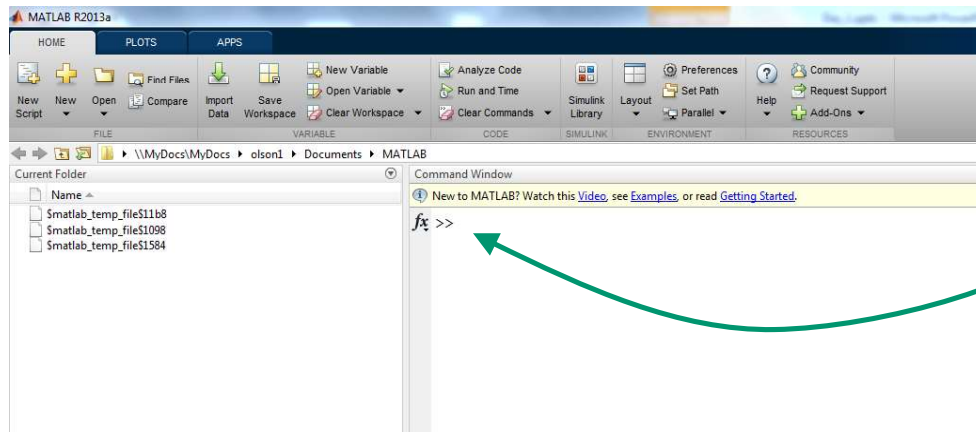 MATLAB R2013a
HOME PLOTS APPS
New Script
New
Open
Find Files
Compare
Import Data
Save Workspace
New Variable
Open Variable
Clear Workspace
Analyze Code
Run and Time
Clear Commands
Simulink Library
Layout
Preferences
Set Path
Parallel
Help
Community
Request Support
Add-Ons
FILE VARIABLE CODE SIMULINK ENVIRONMENT RESOURCES
\\MyDocs\MyDocs olson1 Documents MATLAB
Current Folder
Name
$matlab_temp_file$11b8
$matlab_temp_file$1098
$matlab_temp_file$1584
Command Window
New to MATLAB? Watch this Video, see Examples, or read Getting Started.
fx >>